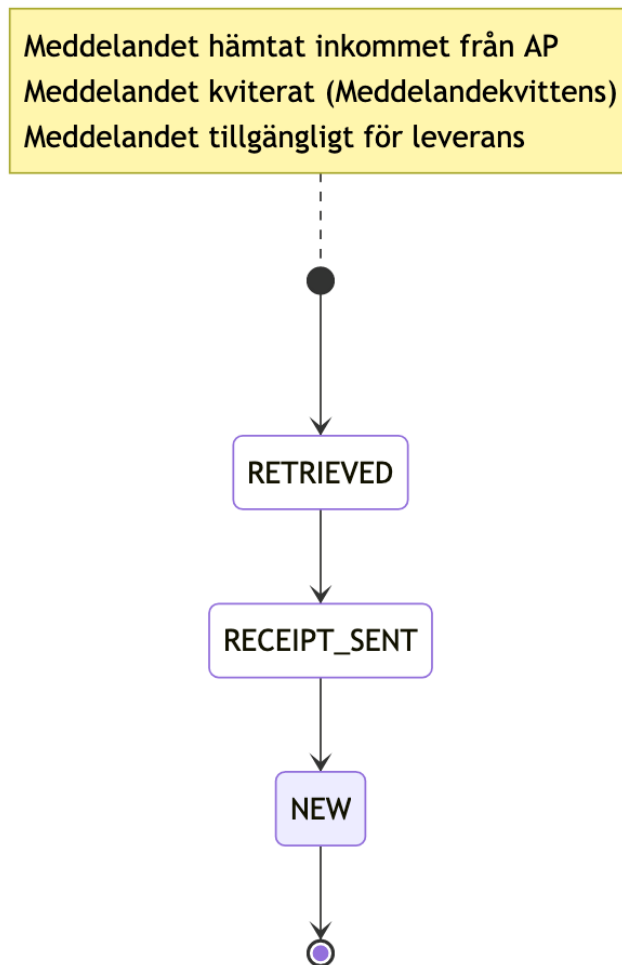 Meddelandet hämtat inkommet från AP
Meddelandet kviterat (Meddelandekvittens)
Meddelandet tillgängligt för leverans
RETRIEVED
RECEIPT_SENT
NEW